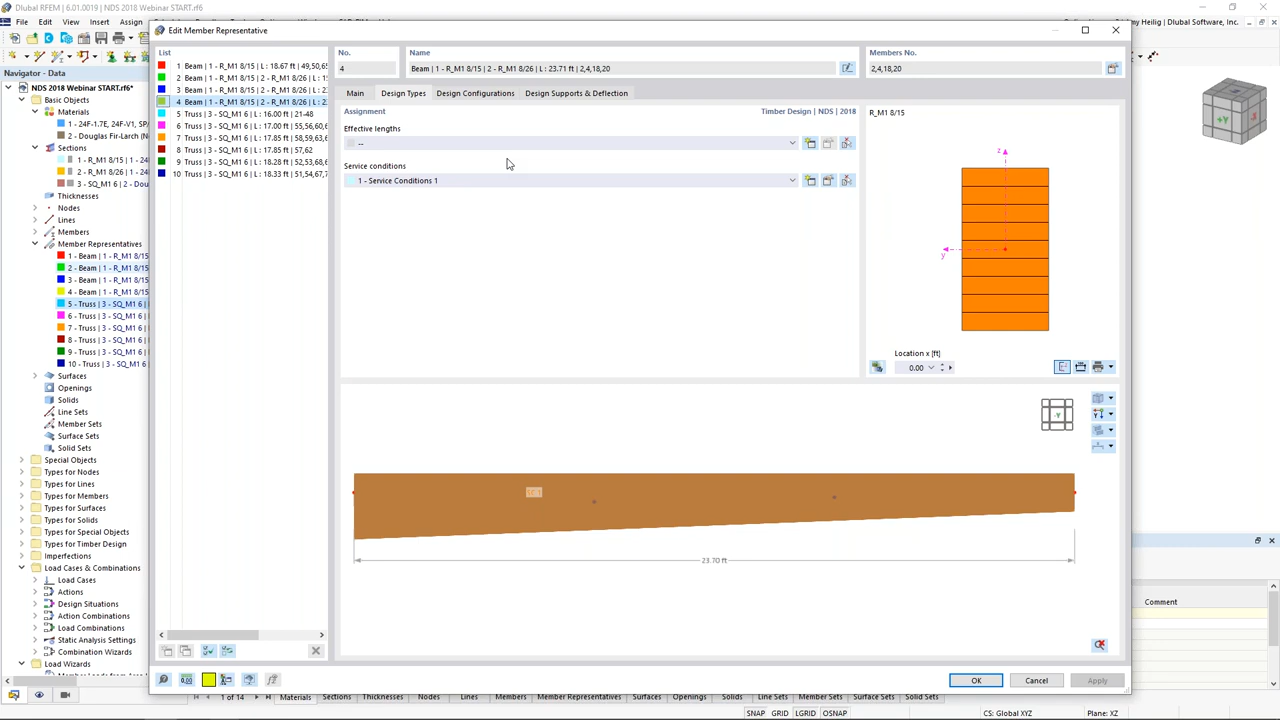 Dlubal RFEM | 6.01.0019 | NDS 2018 Webinar START.rf6*
File Edit View Insert Assign
Amy Heilig | Dlubal Software, Inc.
Navigator - Data
NDS 2018 Webinar START.rf6*
Basic Objects
Materials
1 - 24F-1.7E, 24F-V1, SP/
2 - Douglas Fir-Larch (N
Sections
1 - R_M1 8/15 | 1 - 24
2 - R_M1 8/26 | 1 - 24
3 - SQ_M1 6 | 2 - Dou
Thicknesses
Nodes
Lines
Members
Member Representatives
1 - Beam | 1 - R_M1 8/15
2 - Beam | 1 - R_M1 8/15
3 - Beam | 1 - R_M1 8/15
4 - Beam | 1 - R_M1 8/15
5 - Truss | 3 - SQ_M1 6 |
6 - Truss | 3 - SQ_M1 6 |
7 - Truss | 3 - SQ_M1 6 |
8 - Truss | 3 - SQ_M1 6 |
9 - Truss | 3 - SQ_M1 6 |
10 - Truss | 3 - SQ_M1 6
Surfaces
Openings
Solids
Line Sets
Member Sets
Surface Sets
Solid Sets
Special Objects
Types for Nodes
Types for Lines
Types for Members
Types for Surfaces
Types for Solids
Types for Special Objects
Types for Timber Design
Imperfections
Load Cases & Combinations
Load Cases
Actions
Design Situations
Action Combinations
Load Combinations
Static Analysis Settings
Combination Wizards
Load Wizards
Edit Member Representative
List
1 Beam | 1 - R_M1 8/15 | L : 18.67 ft | 49,50,65
2 Beam | 1 - R_M1 8/15 | 2 - R_M1 8/26 | L : 15
3 Beam | 1 - R_M1 8/15 | 2 - R_M1 8/26 | L : 2
4 Beam | 1 - R_M1 8/15 | 2 - R_M1 8/26 | L : 2
5 Truss | 3 - SQ_M1 6 | L : 16.00 ft | 21-48
6 Truss | 3 - SQ_M1 6 | L : 17.00 ft | 55,56,60,6
7 Truss | 3 - SQ_M1 6 | L : 17.85 ft | 58,59,63,6
8 Truss | 3 - SQ_M1 6 | L : 17.85 ft | 57,62
9 Truss | 3 - SQ_M1 6 | L : 18.28 ft | 52,53,68,6
10 Truss | 3 - SQ_M1 6 | L : 18.33 ft | 51,54,67,7
No.
4
Name
Beam | 1 - R_M1 8/15 | 2 - R_M1 8/26 | L : 23.71 ft | 2,4,18,20
Members No.
2,4,18,20
Main Design Types Design Configurations Design Supports & Deflection
Assignment
Timber Design | NDS | 2018
Effective lengths
--
Service conditions
1 - Service Conditions 1
R_M1 8/15
z
y
Location x [ft]
0.00
-Y
23.70 ft
OK Cancel Apply
+Y
Comment
1 of 14 Materials Sections Thicknesses Nodes Lines Members Member Representatives Surfaces Openings Solids Line Sets Member Sets Surface Sets Solid Sets
SNAP GRID LGRID OSNAP
CS: Global XYZ
Plane: XZ